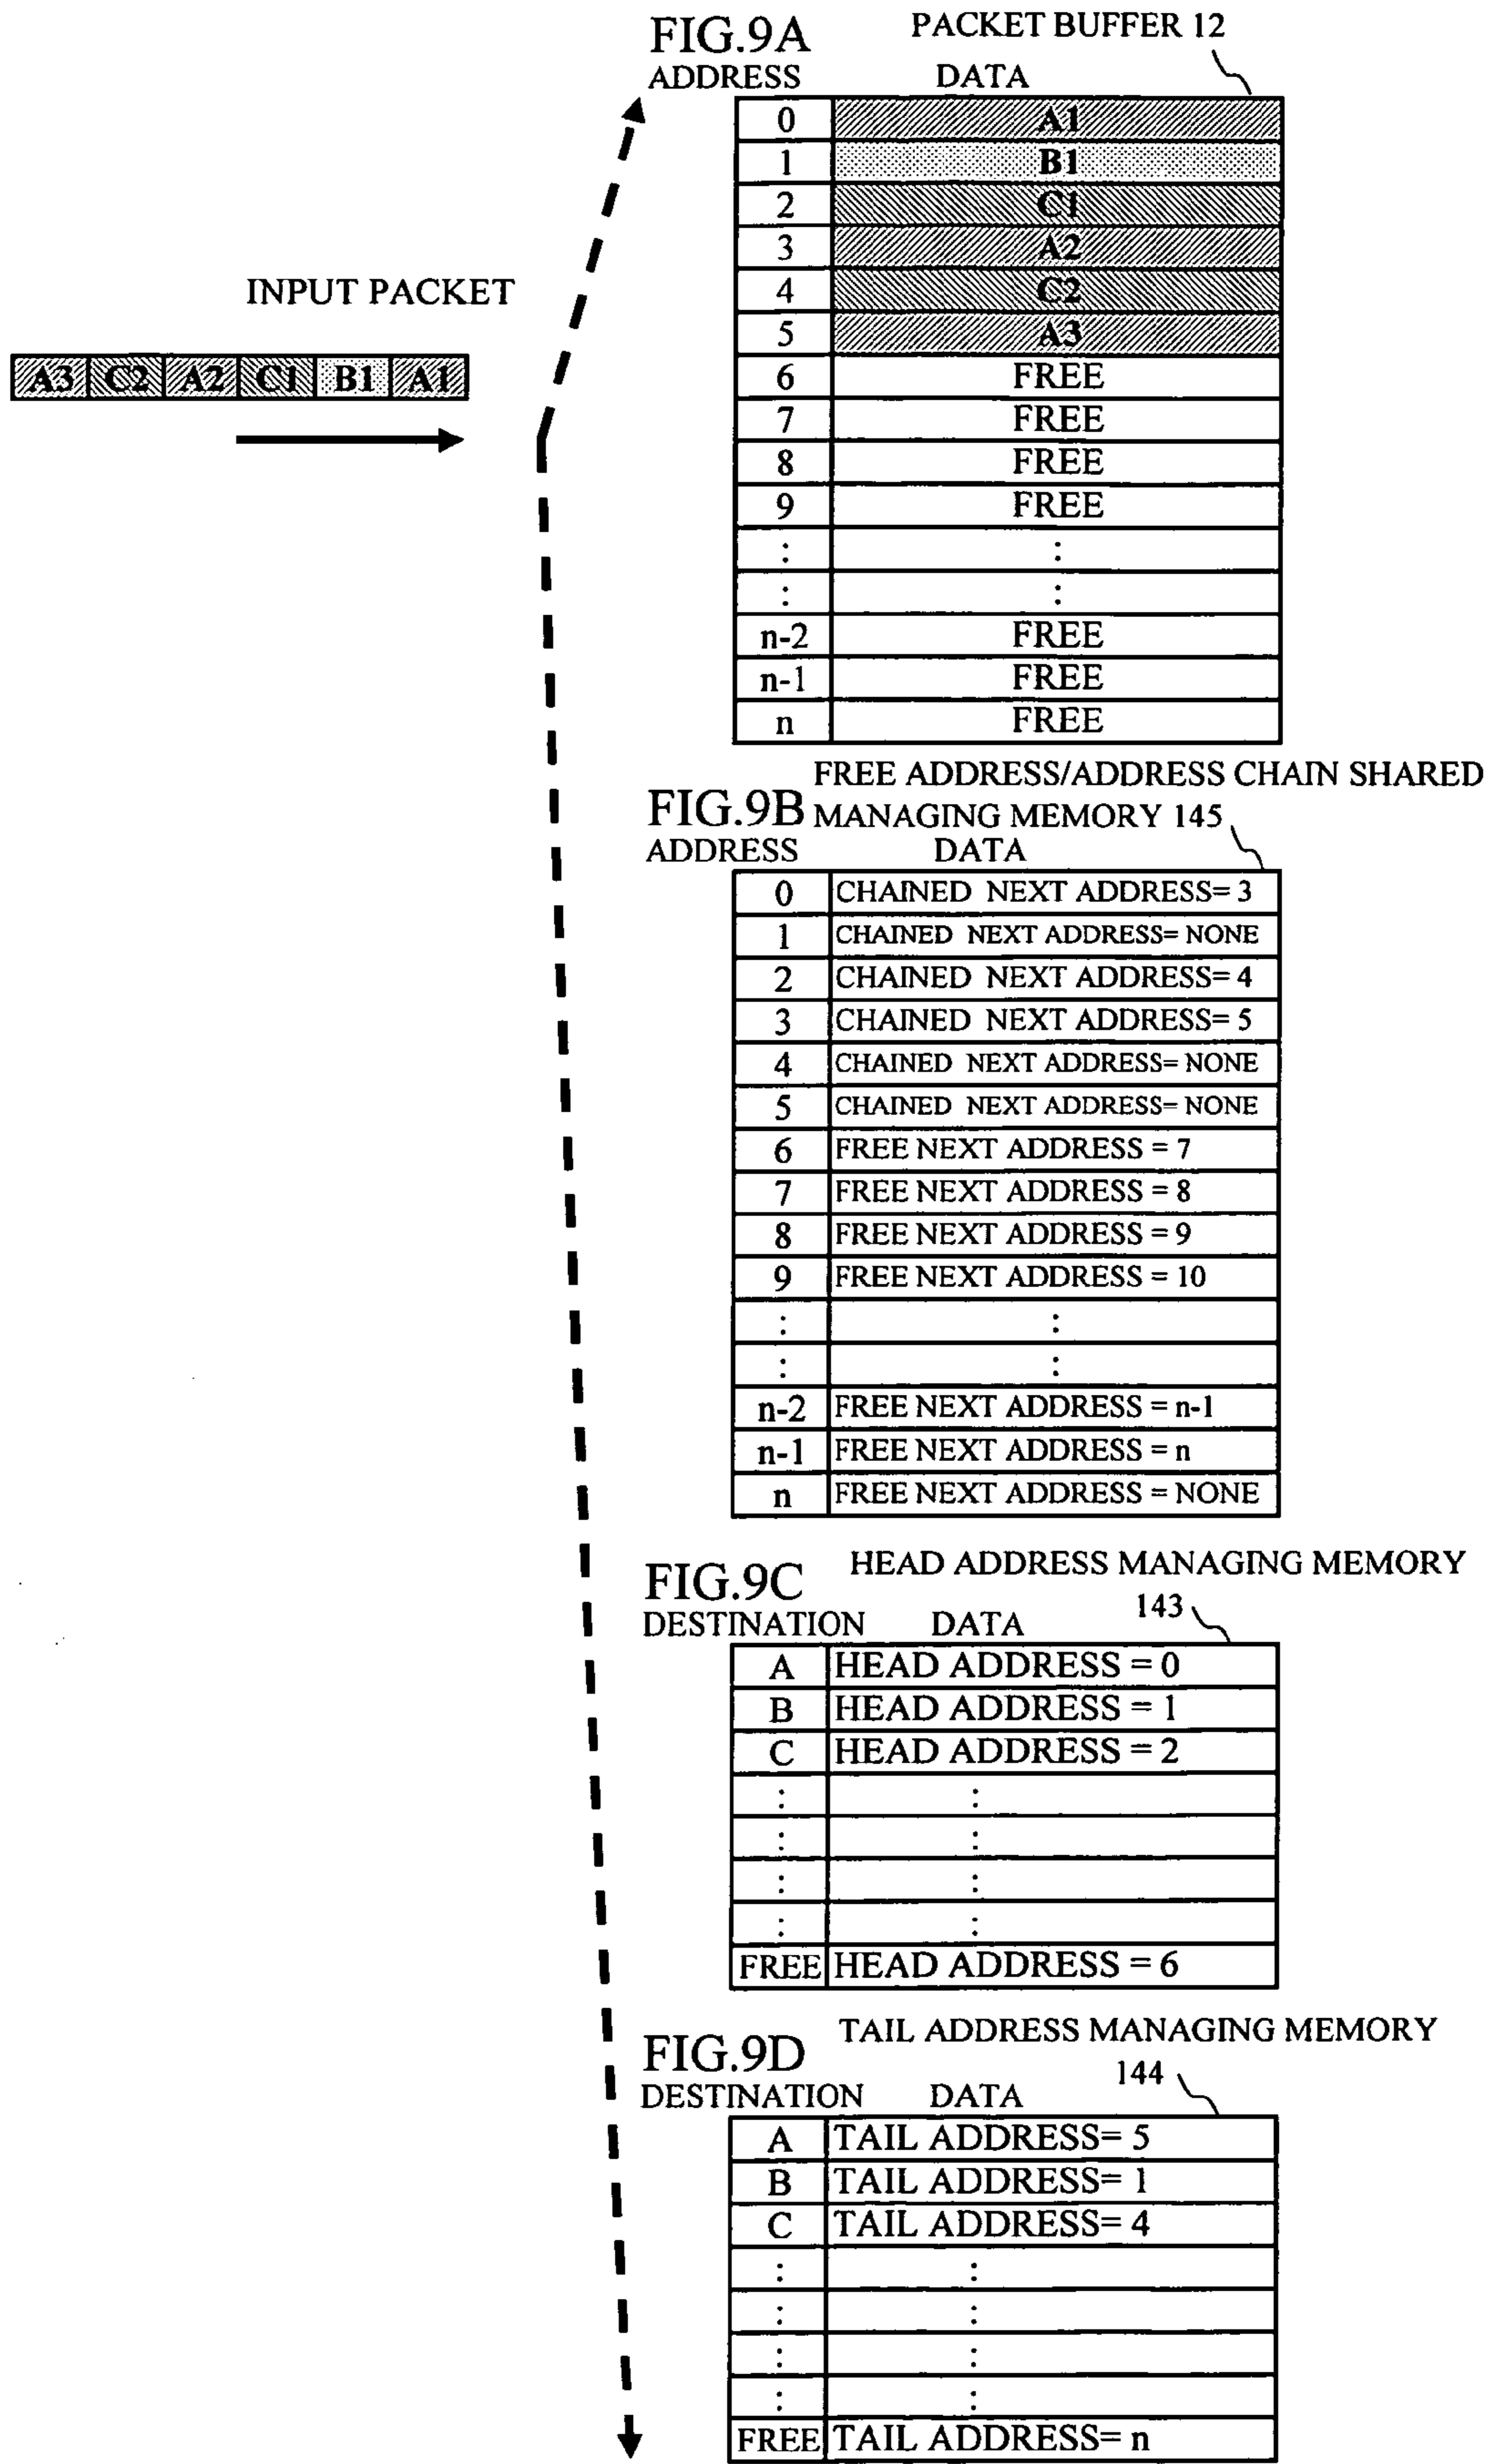 FIG.9A
PACKET BUFFER 12
ADDRESS DATA
0 A1
1 B1
2 C1
3 A2
4 C2
5 A3
6 FREE
7 FREE
8 FREE
9 FREE
: :
: :
n-2 FREE
n-1 FREE
n FREE
INPUT PACKET
A3 C2 A2 C1 B1 A1
FIG.9B
FREE ADDRESS/ADDRESS CHAIN SHARED
MANAGING MEMORY 145
ADDRESS DATA
0 CHAINED NEXT ADDRESS= 3
1 CHAINED NEXT ADDRESS= NONE
2 CHAINED NEXT ADDRESS= 4
3 CHAINED NEXT ADDRESS= 5
4 CHAINED NEXT ADDRESS= NONE
5 CHAINED NEXT ADDRESS= NONE
6 FREE NEXT ADDRESS = 7
7 FREE NEXT ADDRESS = 8
8 FREE NEXT ADDRESS = 9
9 FREE NEXT ADDRESS = 10
: :
: :
n-2 FREE NEXT ADDRESS = n-1
n-1 FREE NEXT ADDRESS = n
n FREE NEXT ADDRESS = NONE
FIG.9C
HEAD ADDRESS MANAGING MEMORY
143
DESTINATION DATA
A HEAD ADDRESS = 0
B HEAD ADDRESS = 1
C HEAD ADDRESS = 2
: :
: :
: :
: :
FREE HEAD ADDRESS = 6
FIG.9D
TAIL ADDRESS MANAGING MEMORY
144
DESTINATION DATA
A TAIL ADDRESS= 5
B TAIL ADDRESS= 1
C TAIL ADDRESS= 4
: :
: :
: :
: :
FREE TAIL ADDRESS= n